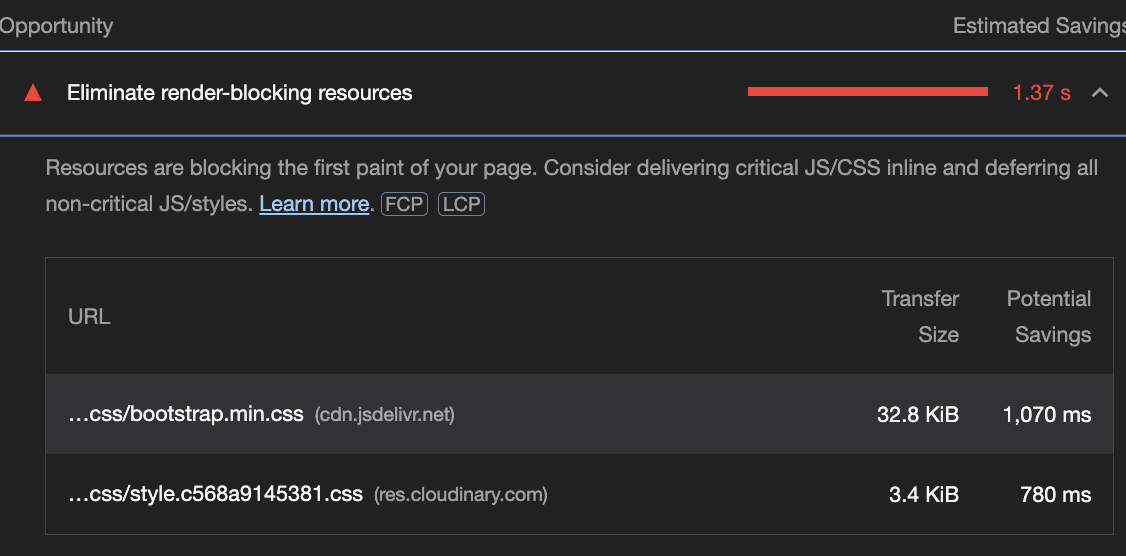 Opportunity
Estimated Savings
Eliminate render-blocking resources
1.37 s
Resources are blocking the first paint of your page. Consider delivering critical JS/CSS inline and deferring all
non-critical JS/styles. Learn more. FCP LCP
URL
Transfer Size
Potential Savings
…css/bootstrap.min.css (cdn.jsdelivr.net) 32.8 KiB 1,070 ms
…css/style.c568a9145381.css (res.cloudinary.com) 3.4 KiB 780 ms